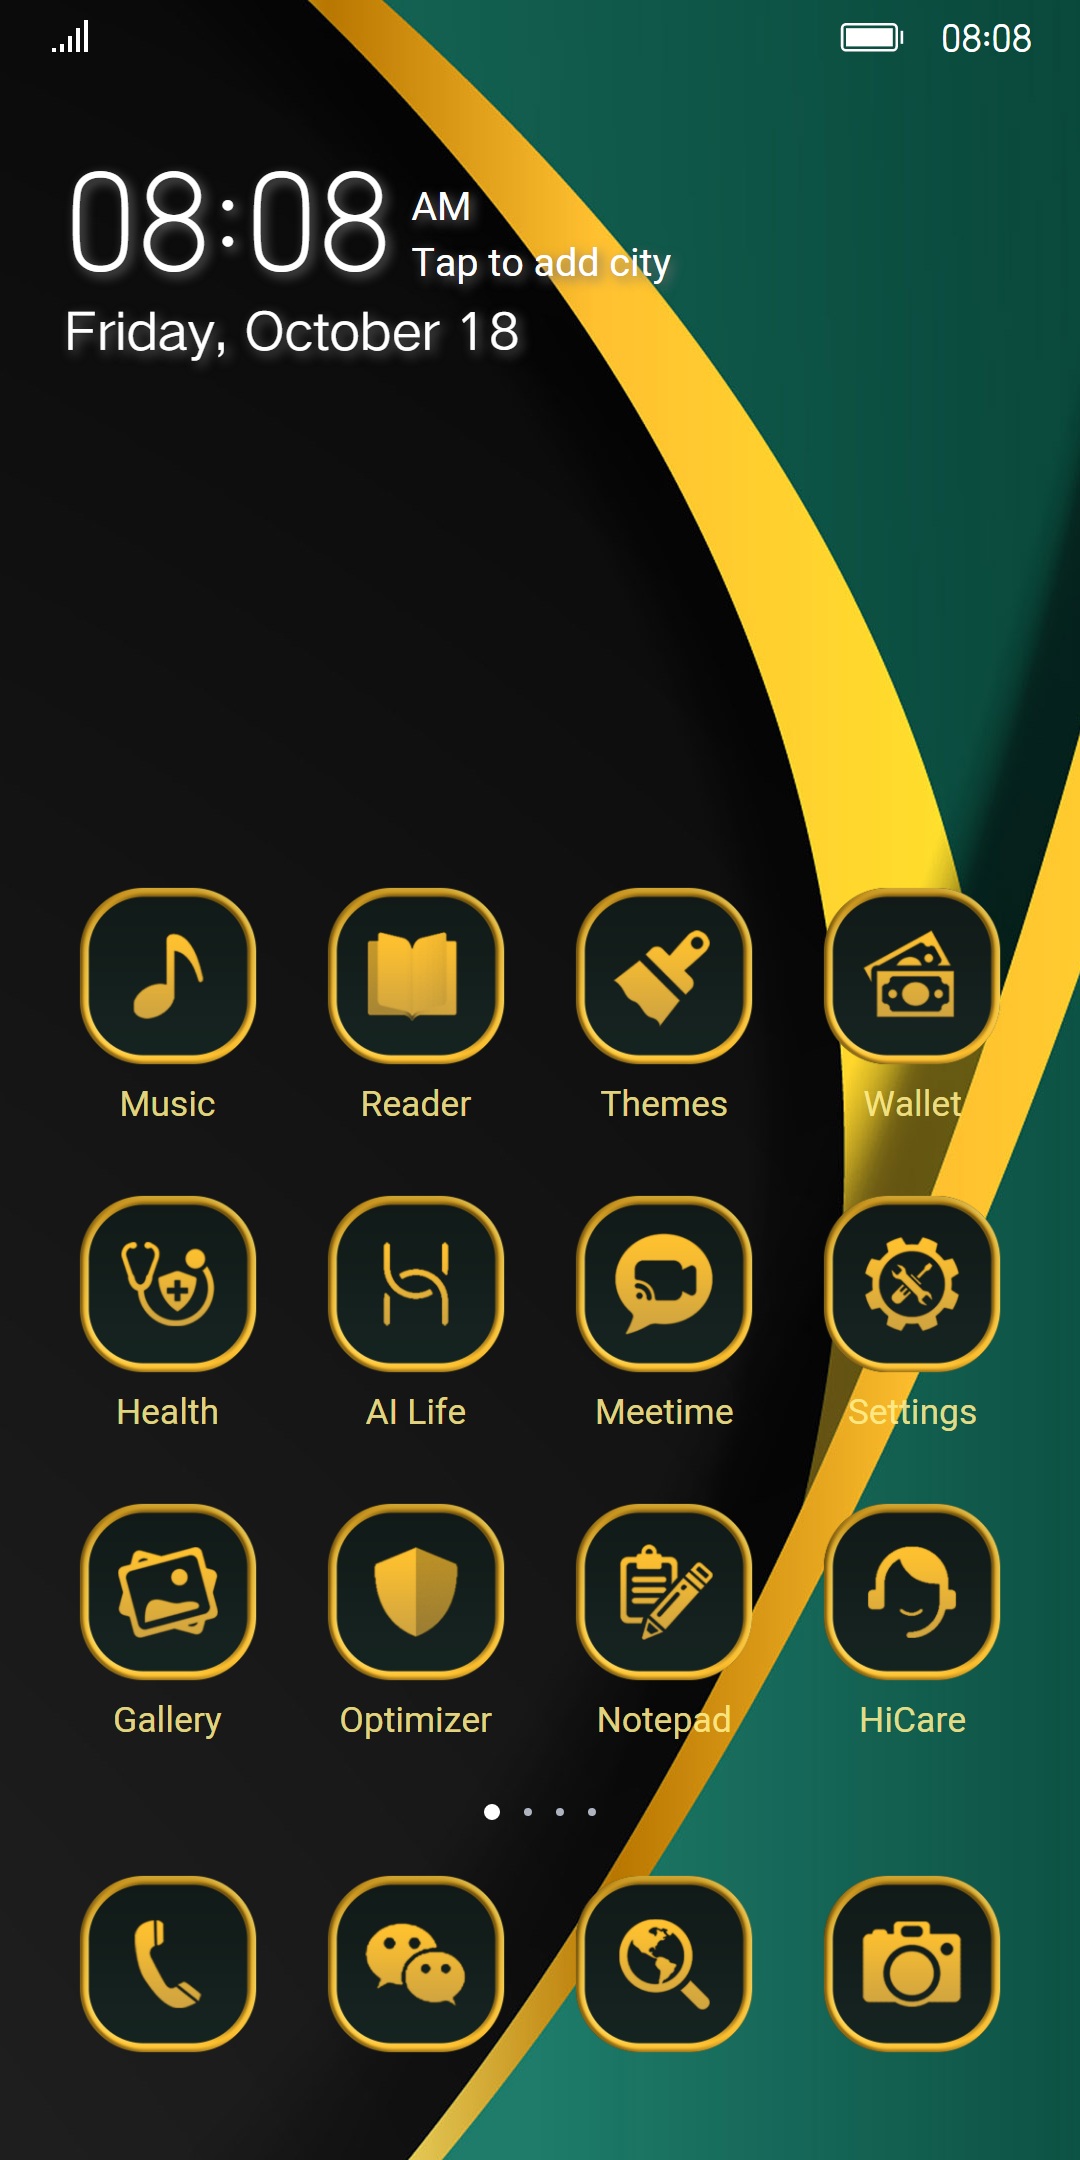 08:08
08:08 AM
Tap to add city
Friday, October 18
Music Reader Themes Wallet
Health AI Life Meetime Settings
Gallery Optimizer Notepad HiCare